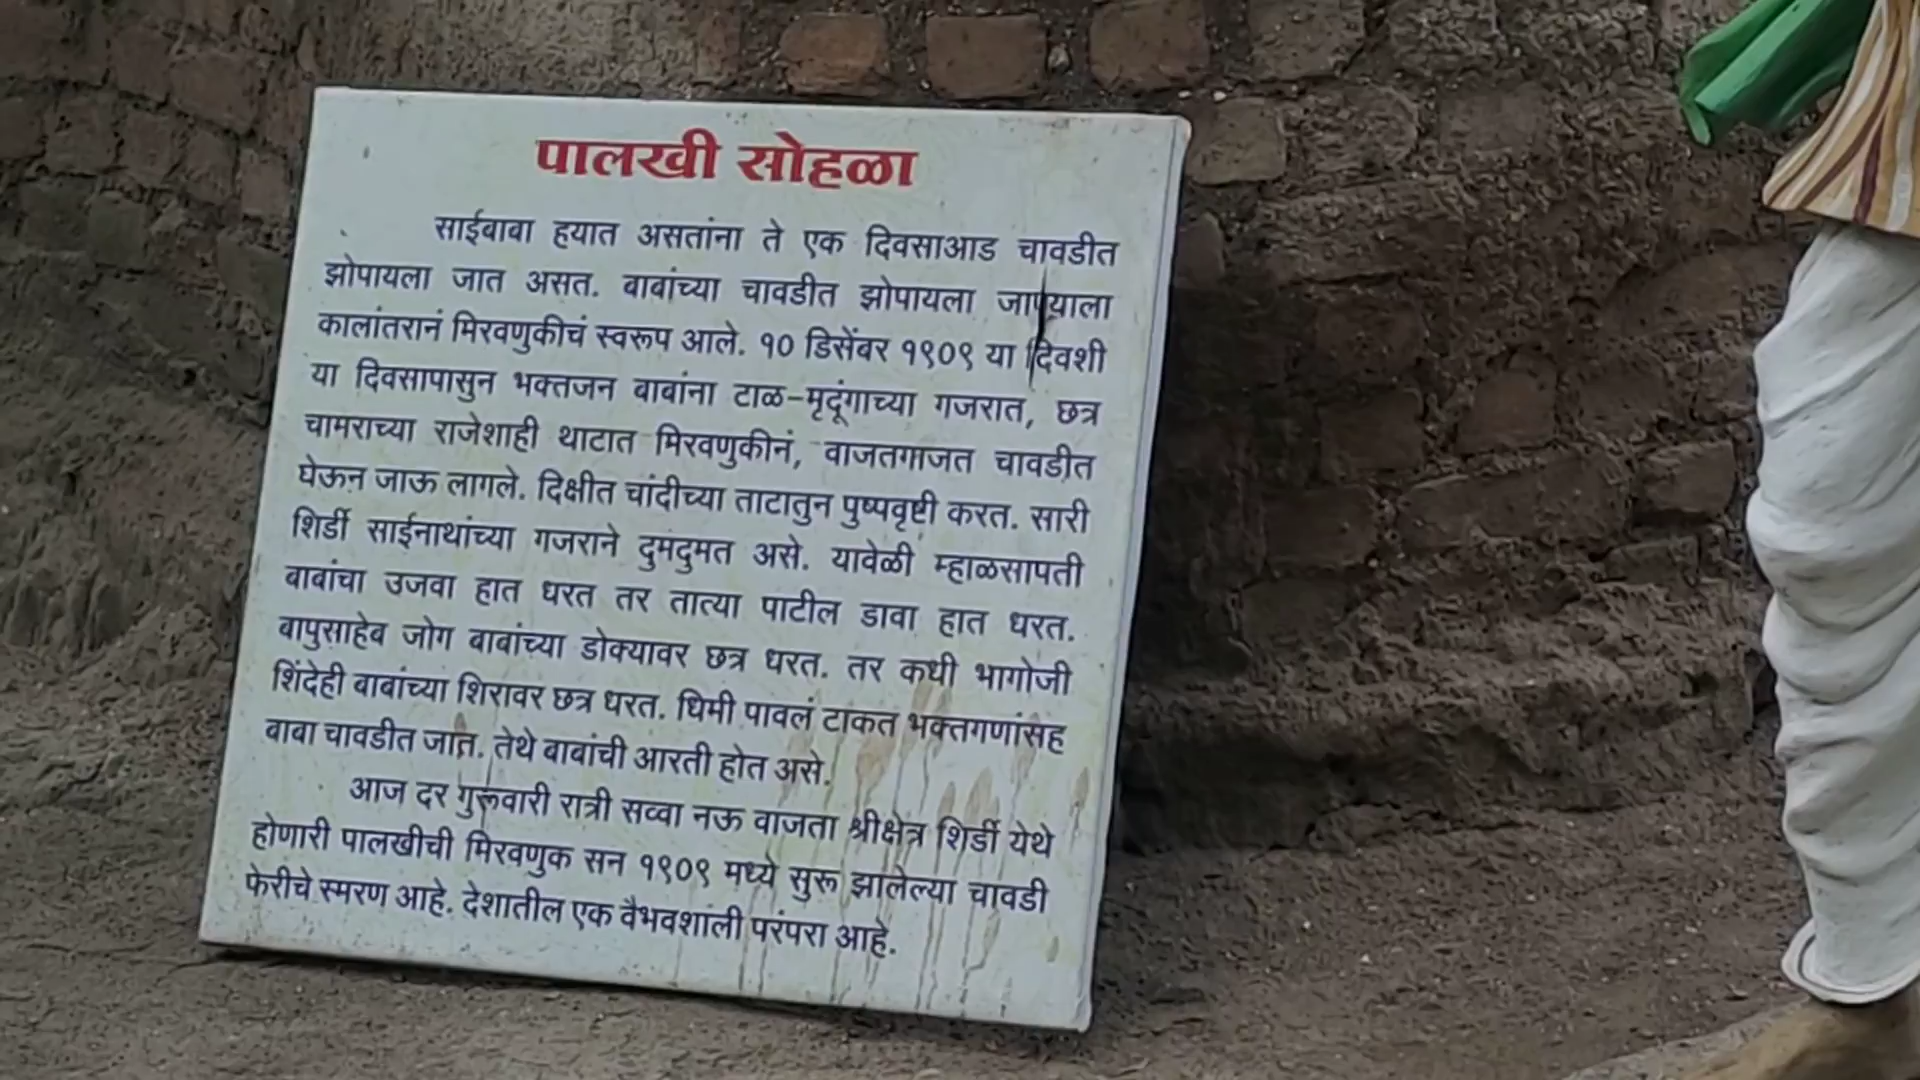 पालखी सोहळा
साईबाबा हयात असतांना ते एक दिवसाआड चावडीत
झोपायला जात असत. बाबांच्या चावडीत झोपायला जाण्याला
कालांतरानं मिरवणुकीचं स्वरूप आले. १० डिसेंबर १९०९ या दिवशी
या दिवसापासुन भक्तजन बाबांना टाळ-मृदूंगाच्या गजरात, छत्र
चामराच्या राजेशाही थाटात मिरवणुकीनं, वाजतगाजत चावडीत
घेऊन जाऊ लागले. दिक्षीत चांदीच्या ताटातुन पुष्पवृष्टी करत. सारी
शिर्डी साईनाथांच्या गजराने दुमदुमत असे. यावेळी म्हाळसापती
बाबांचा उजवा हात धरत तर तात्या पाटील डावा हात धरत.
बापुसाहेब जोग बाबांच्या डोक्यावर छत्र धरत. तर कधी भागोजी
शिंदेही बाबांच्या शिरावर छत्र धरत. धिमी पावलं टाकत भक्तगणांसह
बाबा चावडीत जात. तेथे बाबांची आरती होत असे.
आज दर गुरूवारी रात्री सव्वा नऊ वाजता श्रीक्षेत्र शिर्डी येथे
होणारी पालखीची मिरवणुक सन १९०९ मध्ये सुरू झालेल्या चावडी
फेरीचे स्मरण आहे. देशातील एक वैभवशाली परंपरा आहे.